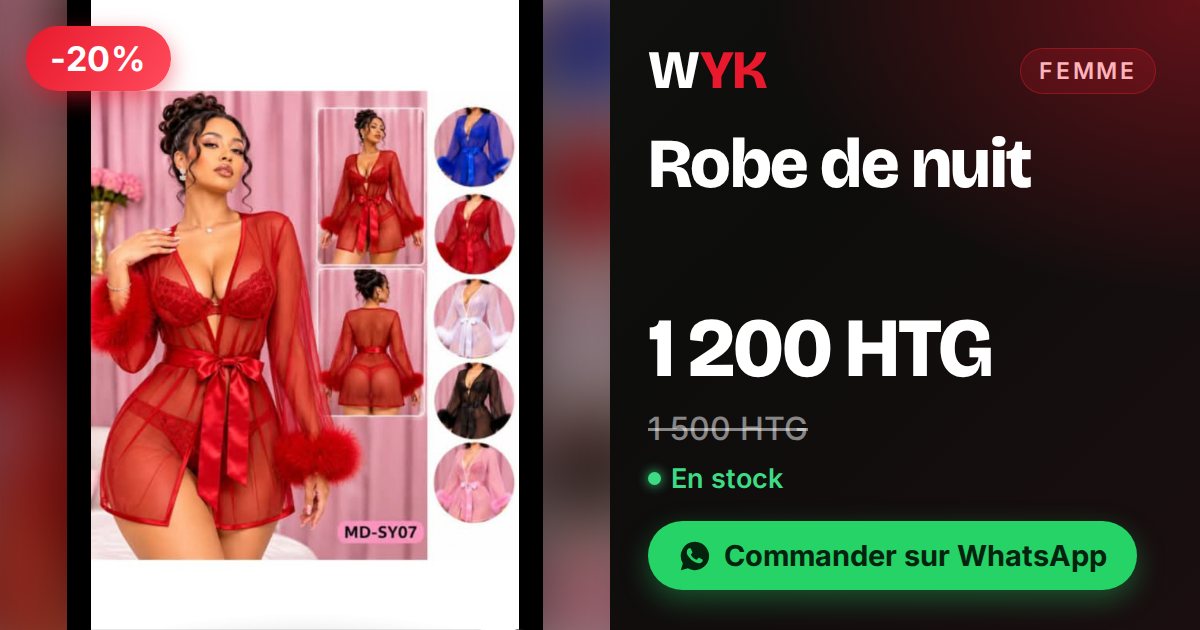 -20%
MD-SY07
WYK
FEMME
Robe de nuit
1 200 HTG
1 500 HTG
En stock
Commander sur WhatsApp